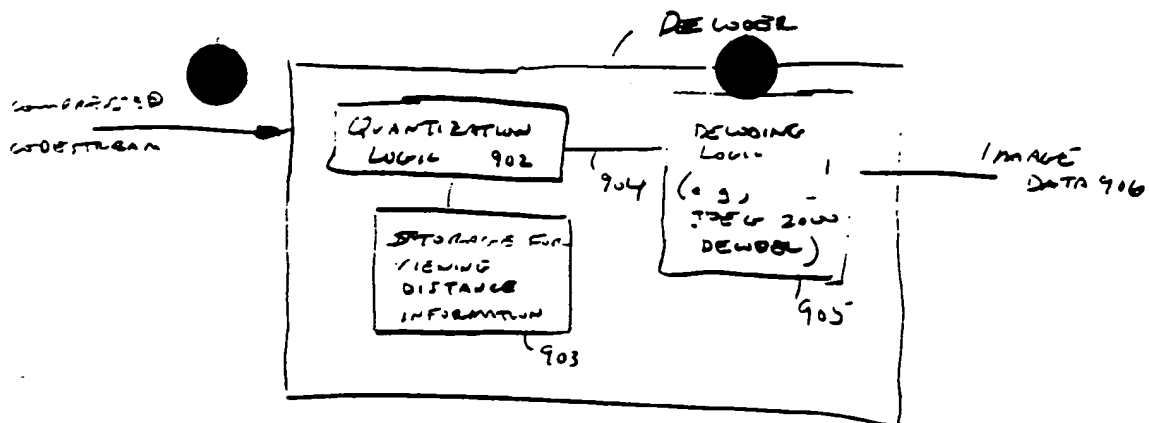 DECODER
COMPRESSED
CODESTREAM
QUANTIZATION
LOGIC 902
904
DECODING
LOGIC
(e.g.,
JPEG 2000
DECODER)
905
IMAGE
DATA 906
STORAGE FOR
VIEWING
DISTANCE
INFORMATION
903